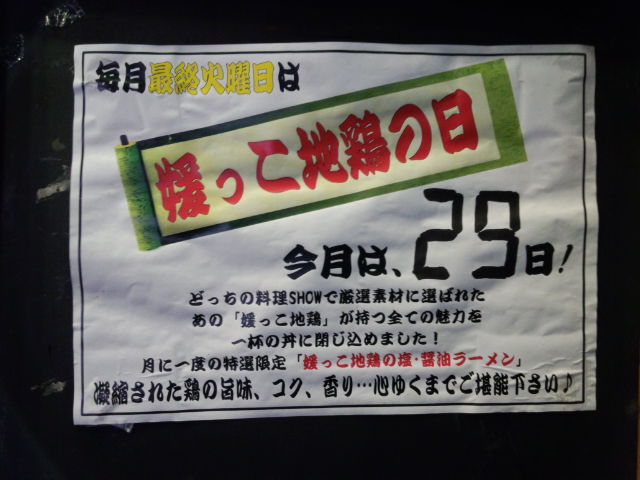 毎月最終火曜日は
媛っこ地鶏の日
今月は、29日!
どっちの料理SHOWで厳選素材に選ばれた
あの「媛っこ地鶏」が持つ全ての魅力を
一杯の丼に閉じ込めました!
月に一度の特選限定「媛っこ地鶏の塩・醤油ラーメン」
凝縮された鶏の旨味、コク、香り…心ゆくまでご堪能下さい♪